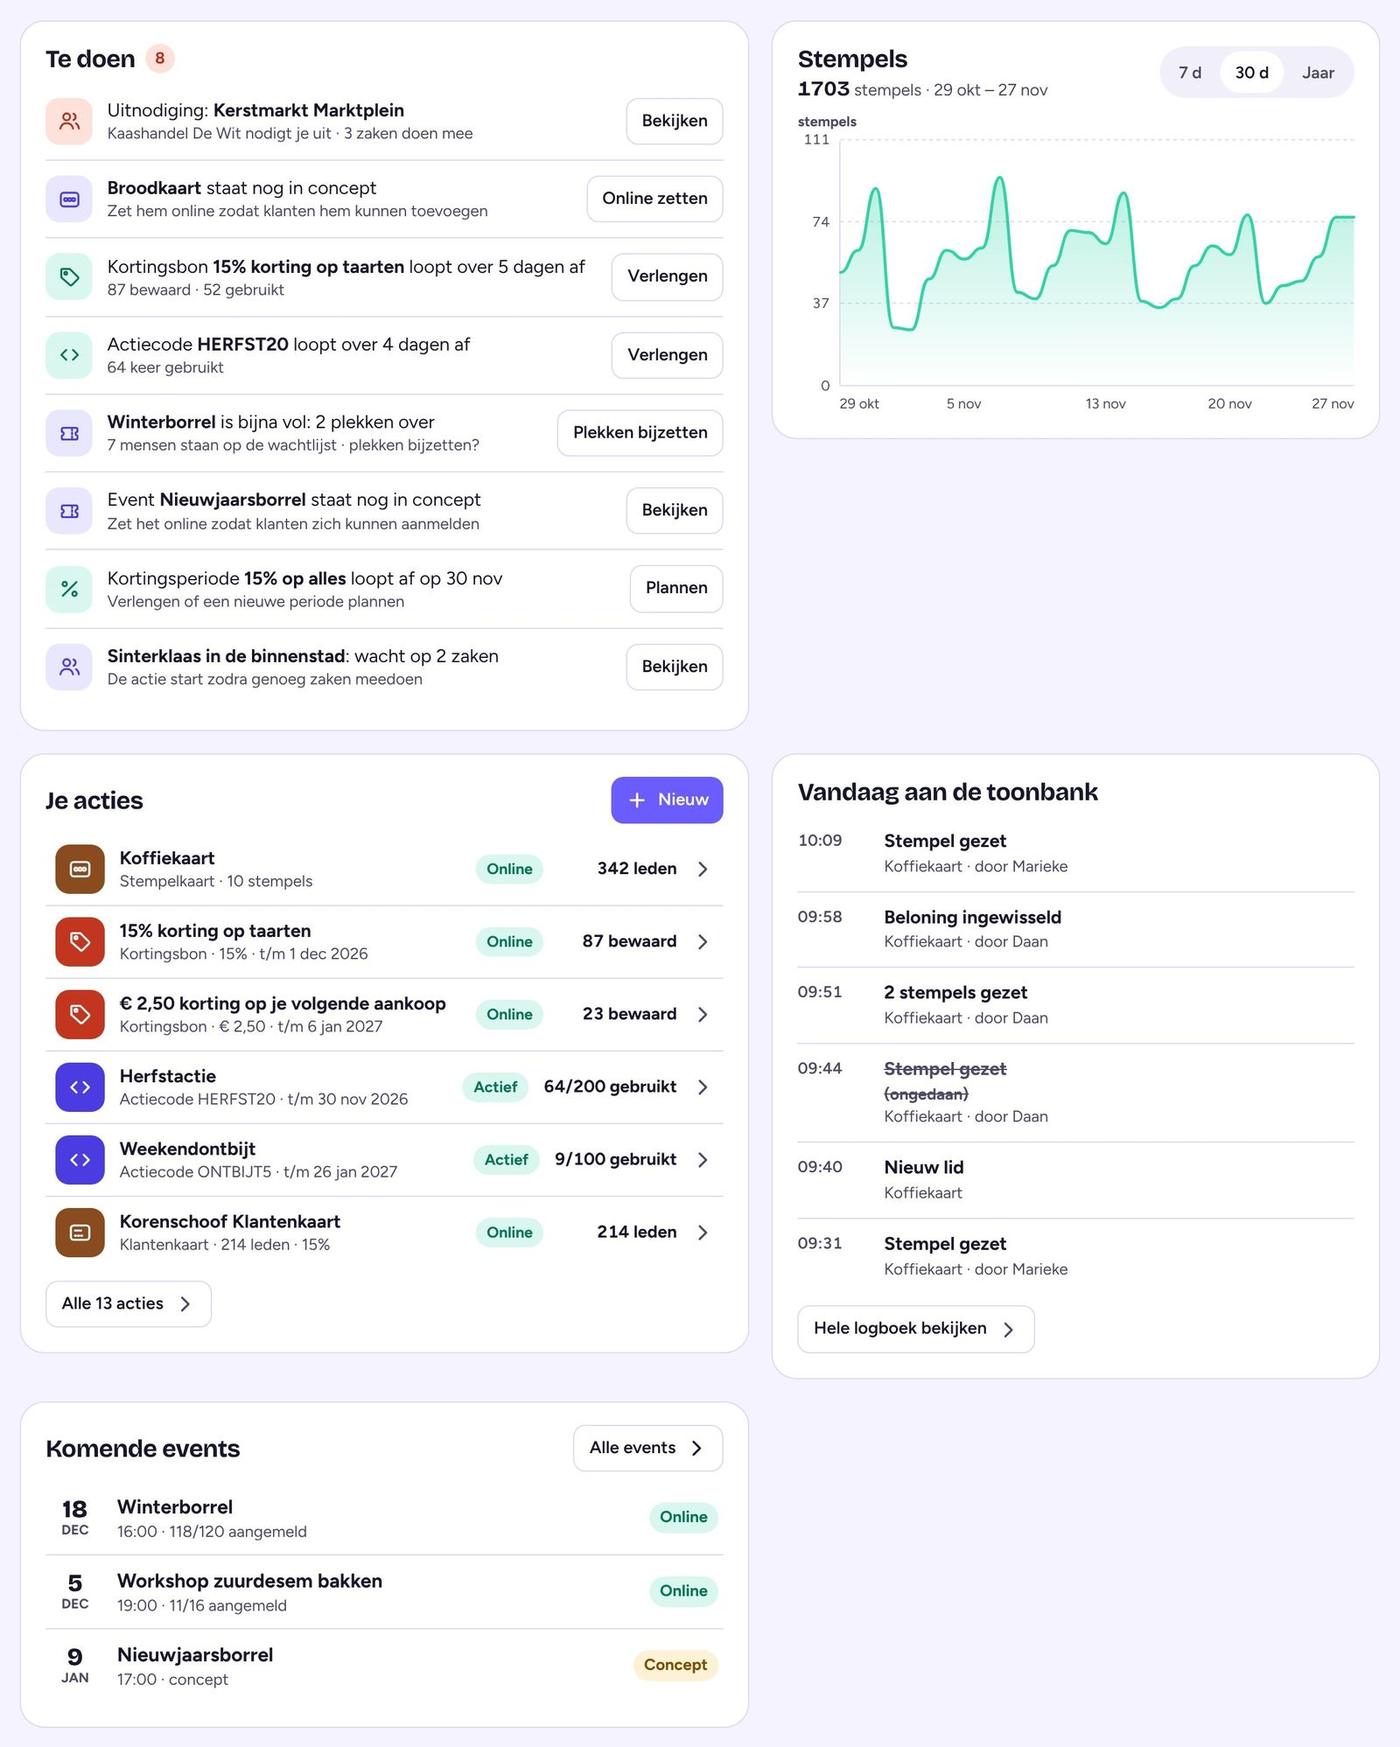 Te doen 8
Uitnodiging: Kerstmarkt Marktplein
Kaashandel De Wit nodigt je uit · 3 zaken doen mee
Bekijken
Broodkaart staat nog in concept
Zet hem online zodat klanten hem kunnen toevoegen
Online zetten
Kortingsbon 15% korting op taarten loopt over 5 dagen af
87 bewaard · 52 gebruikt
Verlengen
Actiecode HERFST20 loopt over 4 dagen af
64 keer gebruikt
Verlengen
Winterborrel is bijna vol: 2 plekken over
7 mensen staan op de wachtlijst · plekken bijzetten?
Plekken bijzetten
Event Nieuwjaarsborrel staat nog in concept
Zet het online zodat klanten zich kunnen aanmelden
Bekijken
Kortingsperiode 15% op alles loopt af op 30 nov
Verlengen of een nieuwe periode plannen
Plannen
Sinterklaas in de binnenstad: wacht op 2 zaken
De actie start zodra genoeg zaken meedoen
Bekijken
Stempels
1703 stempels · 29 okt – 27 nov
7 d 30 d Jaar
stempels
111
74
37
0
29 okt 5 nov 13 nov 20 nov 27 nov
Je acties
+ Nieuw
Koffiekaart
Stempelkaart · 10 stempels
Online
342 leden
15% korting op taarten
Kortingsbon · 15% · t/m 1 dec 2026
Online
87 bewaard
€ 2,50 korting op je volgende aankoop
Kortingsbon · € 2,50 · t/m 6 jan 2027
Online
23 bewaard
Herfstactie
Actiecode HERFST20 · t/m 30 nov 2026
Actief
64/200 gebruikt
Weekendontbijt
Actiecode ONTBIJT5 · t/m 26 jan 2027
Actief
9/100 gebruikt
Korenschoof Klantenkaart
Klantenkaart · 214 leden · 15%
Online
214 leden
Alle 13 acties
Vandaag aan de toonbank
10:09 Stempel gezet
Koffiekaart · door Marieke
09:58 Beloning ingewisseld
Koffiekaart · door Daan
09:51 2 stempels gezet
Koffiekaart · door Daan
09:44 Stempel gezet
(ongedaan)
Koffiekaart · door Daan
09:40 Nieuw lid
Koffiekaart
09:31 Stempel gezet
Koffiekaart · door Marieke
Hele logboek bekijken
Komende events
Alle events
18 DEC
Winterborrel
16:00 · 118/120 aangemeld
Online
5 DEC
Workshop zuurdesem bakken
19:00 · 11/16 aangemeld
Online
9 JAN
Nieuwjaarsborrel
17:00 · concept
Concept